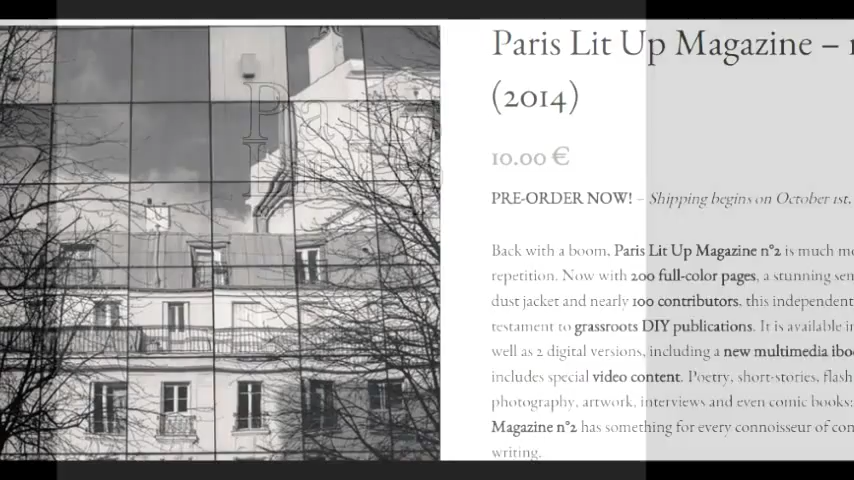 Par
L
Paris Lit Up Magazine –
(2014)
10.00 €
PRE-ORDER NOW! – Shipping begins on October 1st,
Back with a boom, Paris Lit Up Magazine n°2 is much
repetition. Now with 200 full-color pages, a stunning
dust jacket and nearly 100 contributors, this independent
testament to grassroots DIY publications. It is available
well as 2 digital versions, including a new multimedia
includes special video content. Poetry, short-stories, flash
photography, artwork, interviews and even comic books:
Magazine n°2 has something for every connoisseur of
writing.